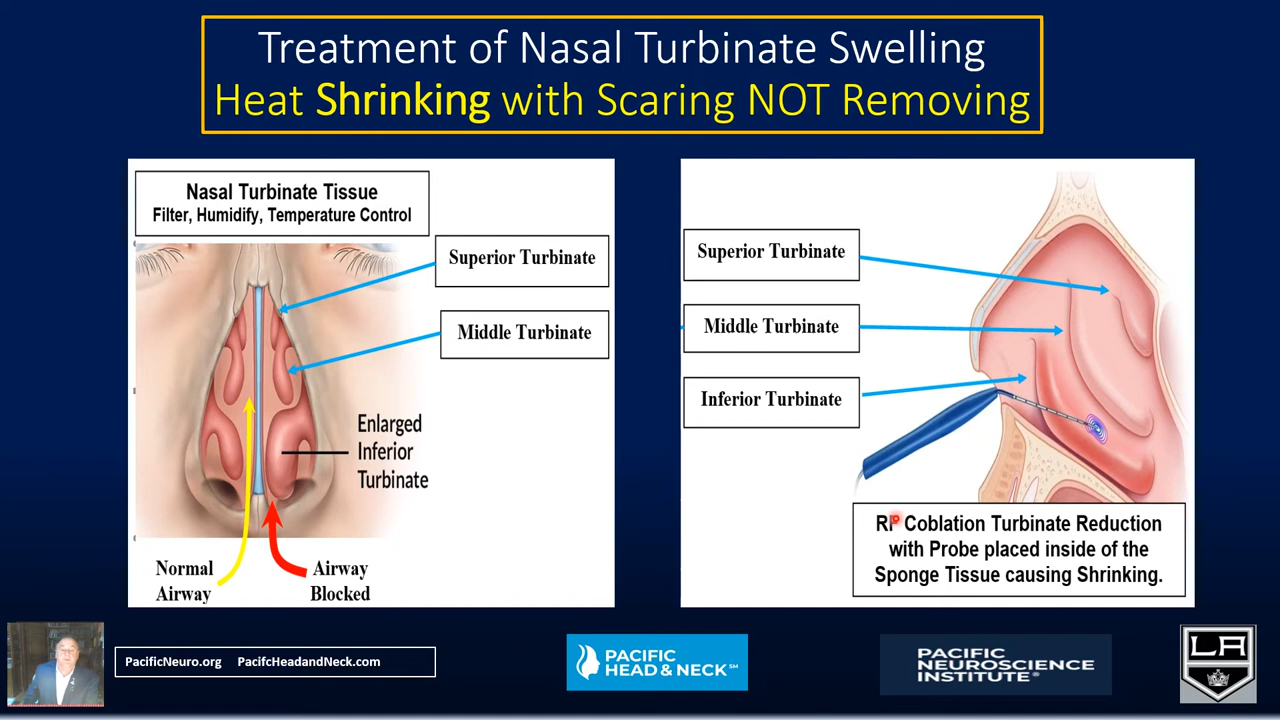 Treatment of Nasal Turbinate Swelling
Heat Shrinking with Scaring NOT Removing
Nasal Turbinate Tissue
Filter, Humidify, Temperature Control
Superior Turbinate
Middle Turbinate
Enlarged
Inferior
Turbinate
Normal
Airway
Airway
Blocked
Superior Turbinate
Middle Turbinate
Inferior Turbinate
RF Coblation Turbinate Reduction
with Probe placed inside of the
Sponge Tissue causing Shrinking.
PacificNeuro.org PacifcHeadandNeck.com
PACIFIC
HEAD & NECK SM
PACIFIC
NEUROSCIENCE
INSTITUTE®
LA